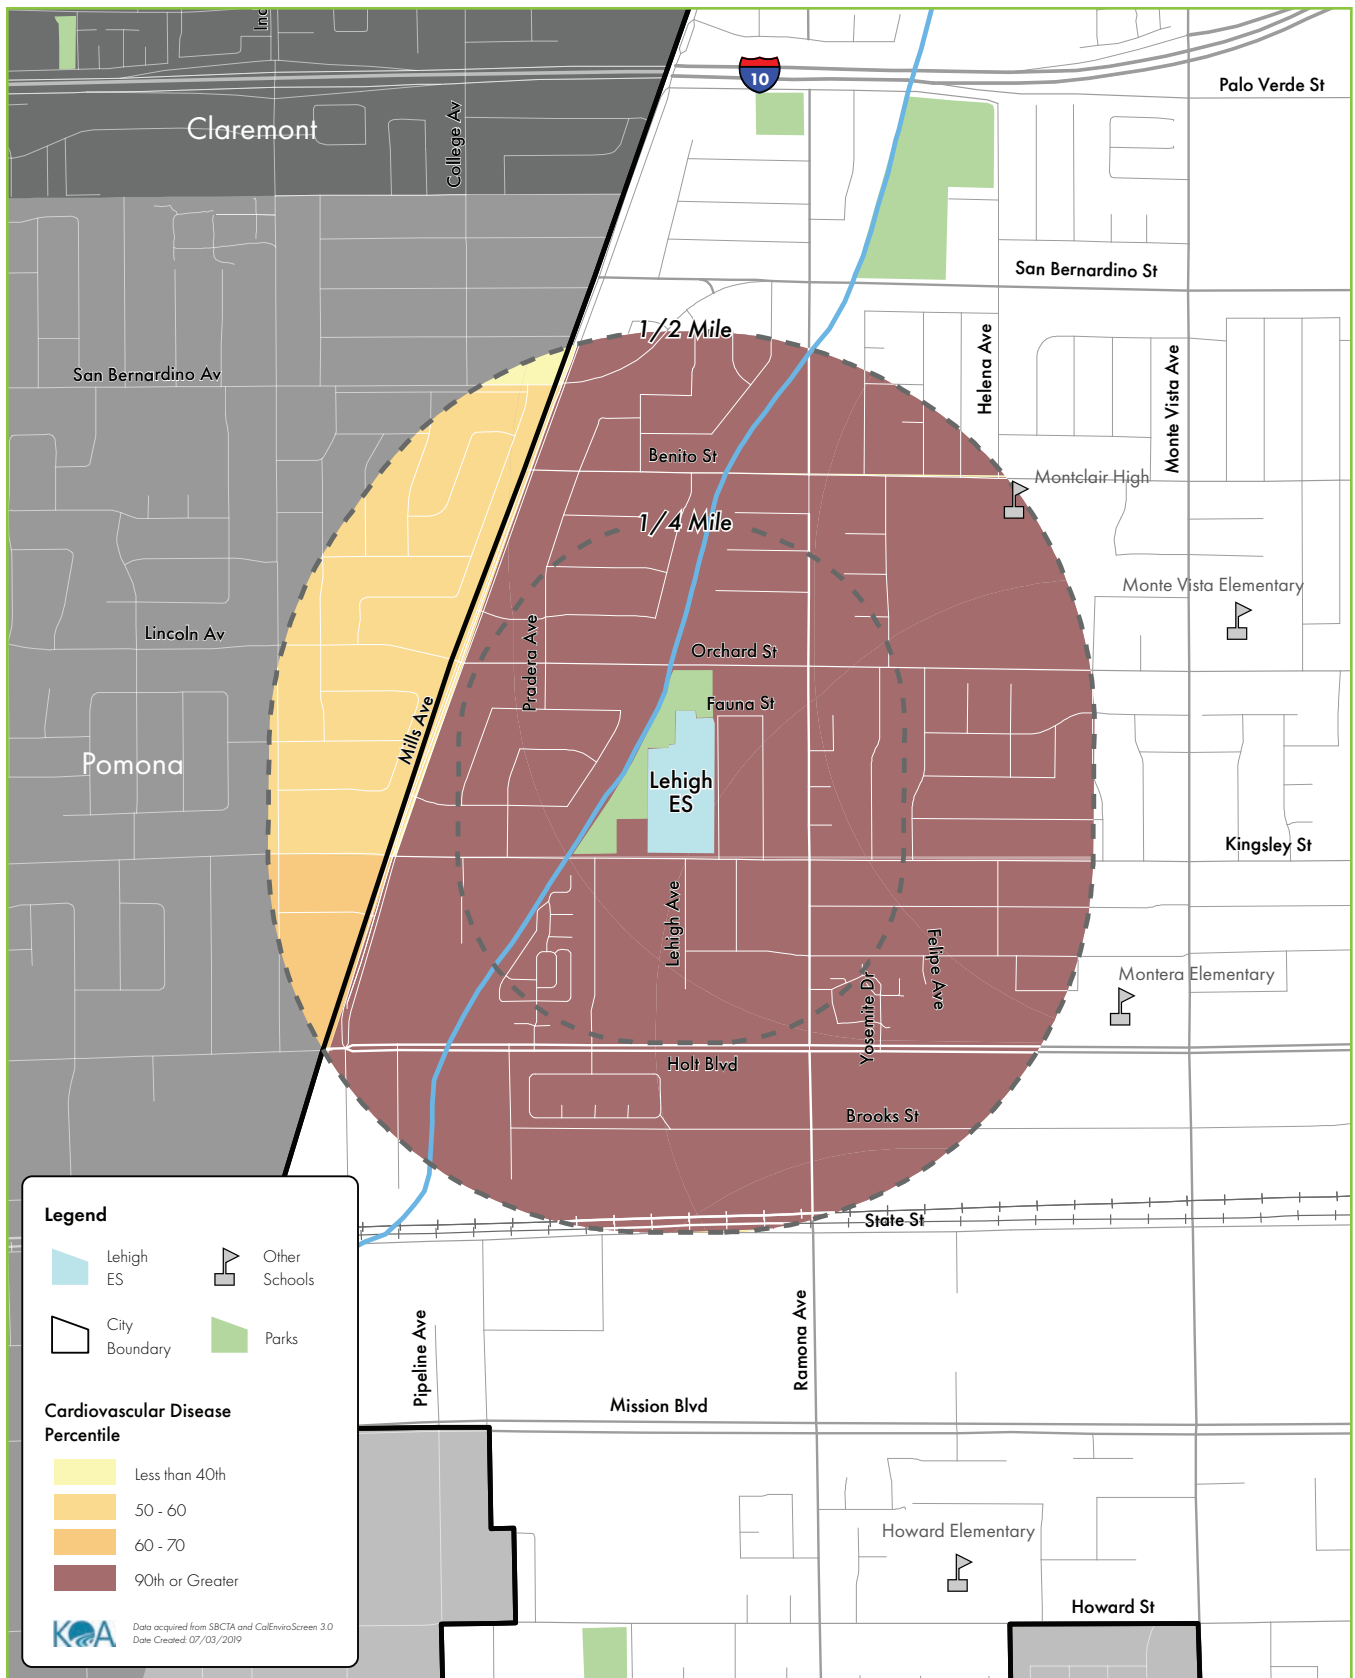 Inc
10
Palo Verde St
Claremont
College Av
San Bernardino St
1/2 Mile
Helena Ave
Monte Vista Ave
San Bernardino Av
Benito St
Montclair High
1/4 Mile
Monte Vista Elementary
Lincoln Av
Pradera Ave
Orchard St
Mills Ave
Fauna St
Pomona
Lehigh
ES
Kingsley St
Lehigh Ave
Felipe Ave
Montera Elementary
Yosemite Dr
Holt Blvd
Brooks St
State St
Legend
Lehigh
ES
Other
Schools
City
Boundary
Parks
Pipeline Ave
Ramona Ave
Mission Blvd
Cardiovascular Disease
Percentile
Less than 40th
50 - 60
60 - 70
90th or Greater
Howard Elementary
Howard St
KOA
Data acquired from SBCTA and CalEnviroScreen 3.0
Date Created: 07/03/2019